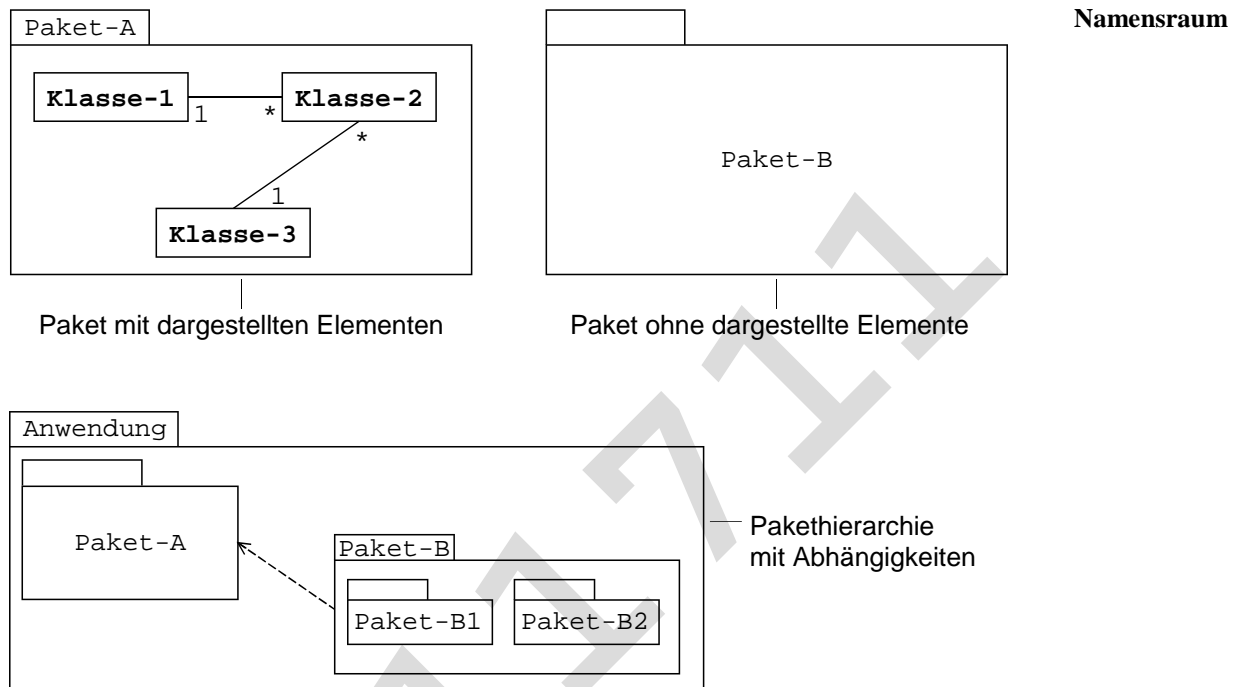 Namensraum
Paket-A
Klasse-1
Klasse-2
1
*
*
1
Klasse-3
Paket-B
Paket mit dargestellten Elementen
Paket ohne dargestellte Elemente
Anwendung
Paket-A
Paket-B
Paket-B1
Paket-B2
Pakethierarchie
mit Abhängigkeiten